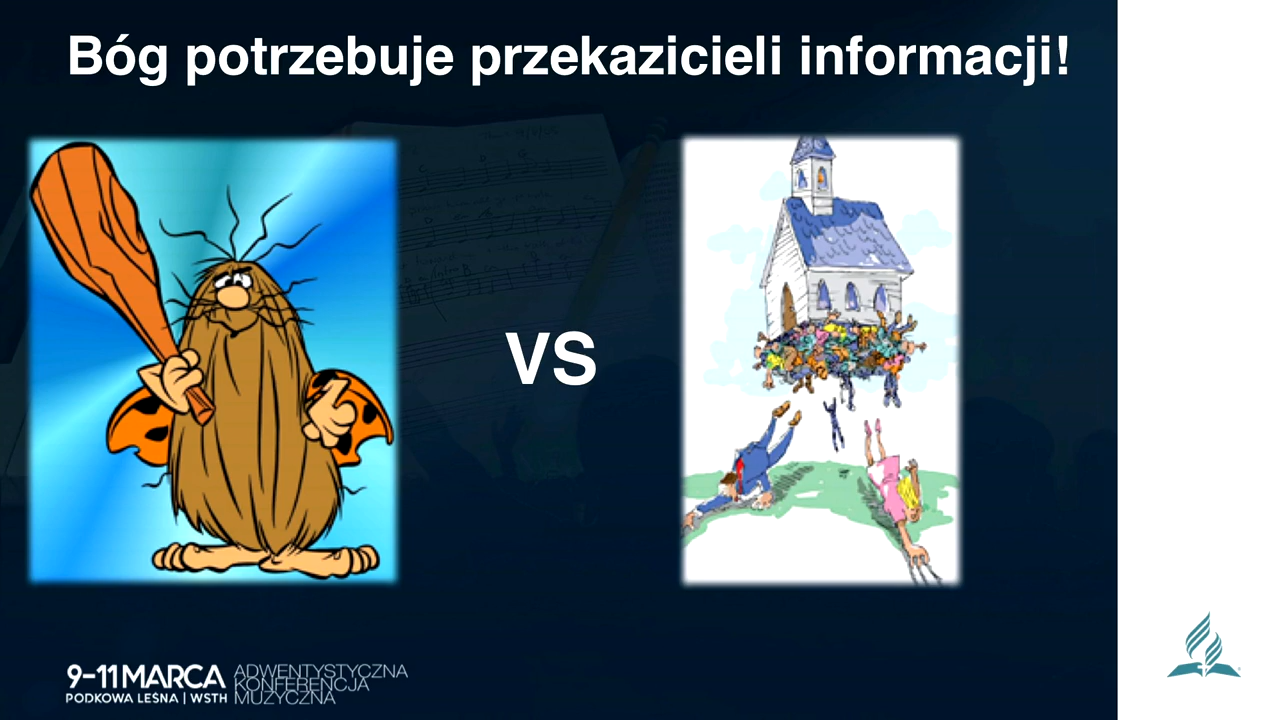 Bóg potrzebuje przekazicieli informacji!
VS
9-11 MARCA
PODKOWA LEŚNA | WSTH
ADWENTYSTYCZNA
KONFERENCJA
MUZYCZNA